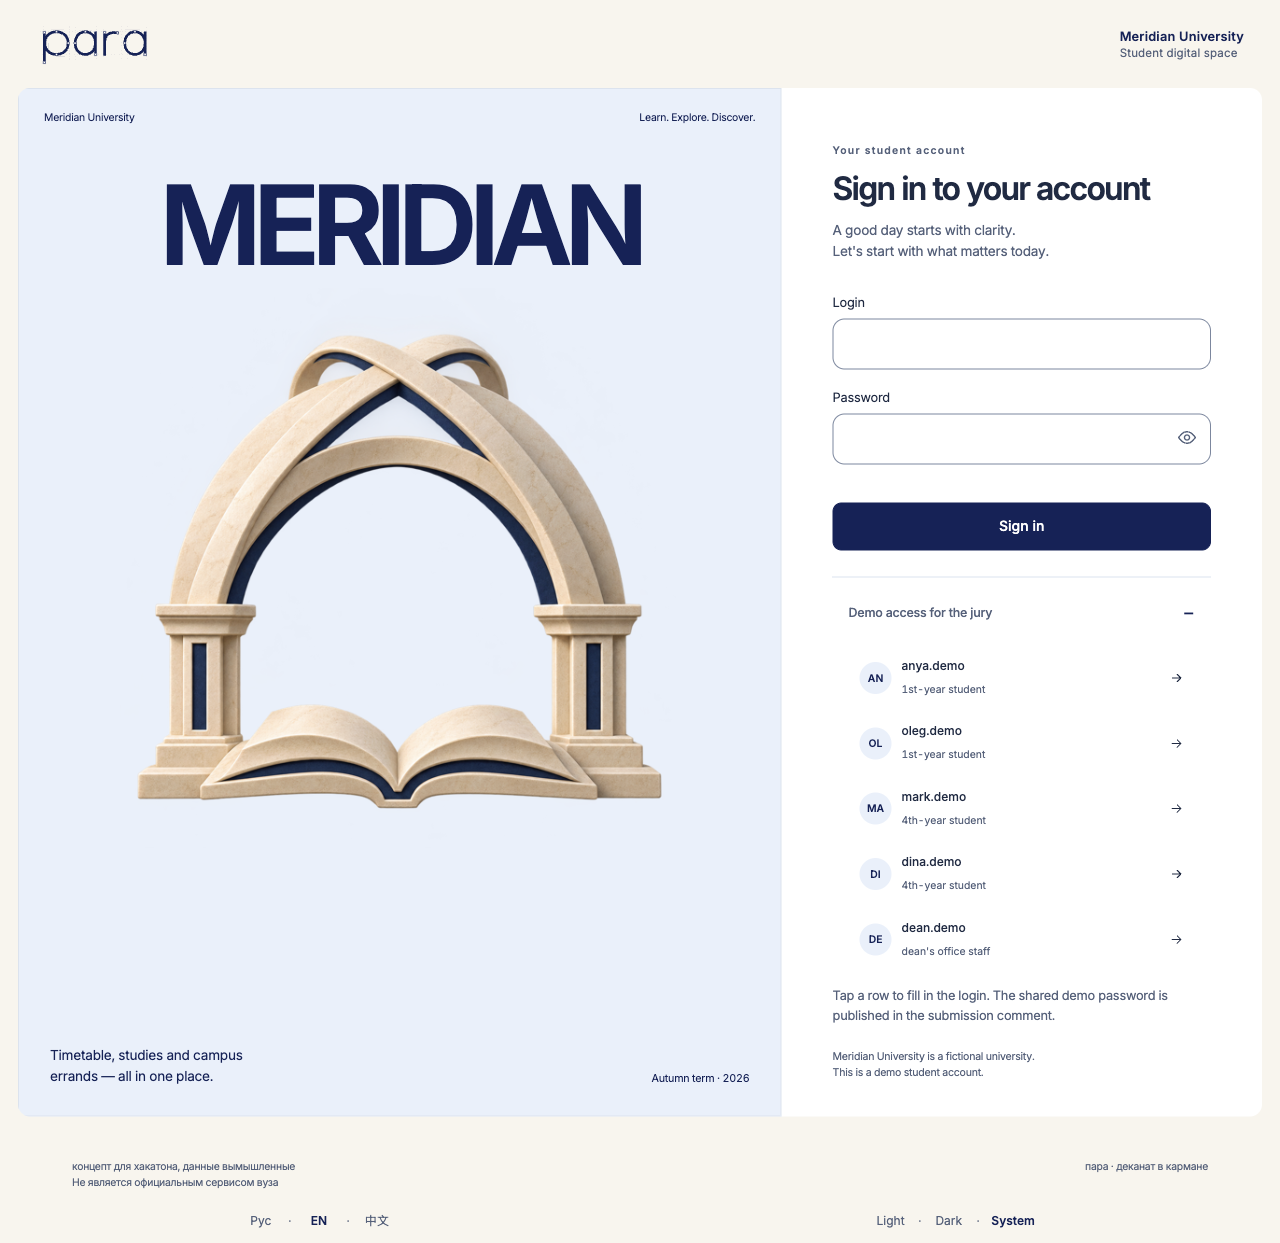 para
Meridian University
Student digital space
Meridian University
Learn. Explore. Discover.
MERIDIAN
Timetable, studies and campus
errands — all in one place.
Autumn term · 2026
Your student account
Sign in to your account
A good day starts with clarity.
Let's start with what matters today.
Login
Password
Sign in
Demo access for the jury
AN
anya.demo
1st-year student
OL
oleg.demo
1st-year student
MA
mark.demo
4th-year student
DI
dina.demo
4th-year student
DE
dean.demo
dean's office staff
Tap a row to fill in the login. The shared demo password is
published in the submission comment.
Meridian University is a fictional university.
This is a demo student account.
концепт для хакатона, данные вымышленные
Не является официальным сервисом вуза
пара · деканат в кармане
Рус · EN · 中文
Light · Dark · System